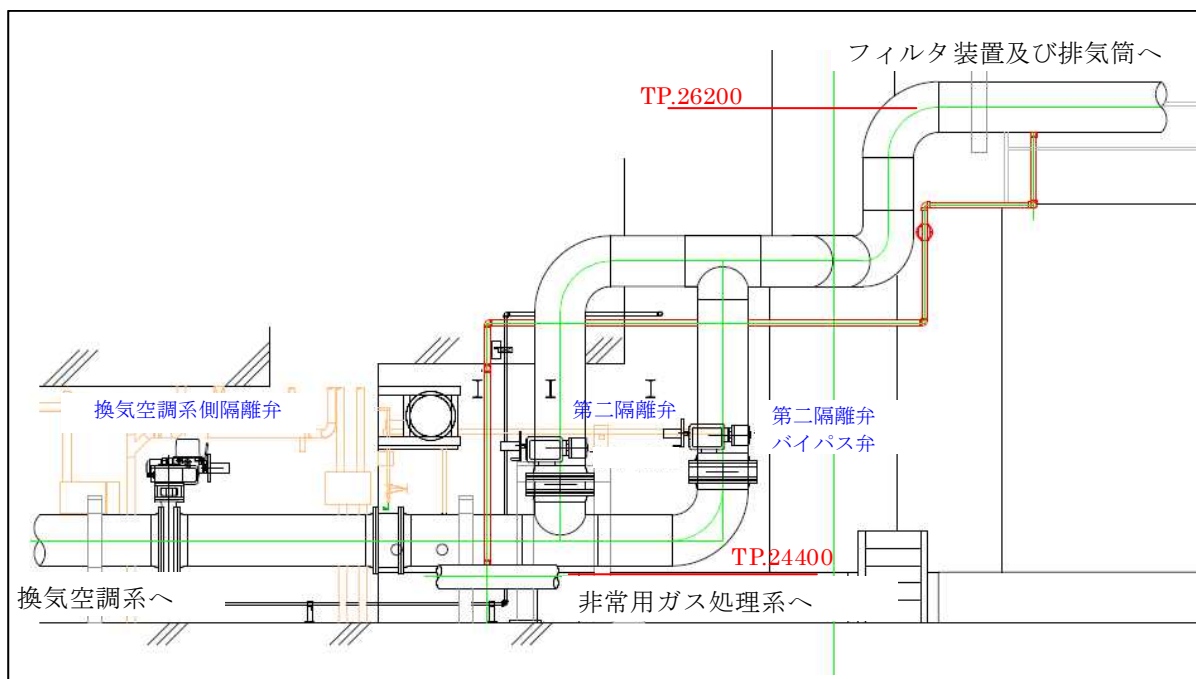 フィルタ装置及び排気筒へ
TP.26200
換気空調系側隔離弁
第二隔離弁
第二隔離弁
バイパス弁
TP.24400
換気空調系へ
非常用ガス処理系へ